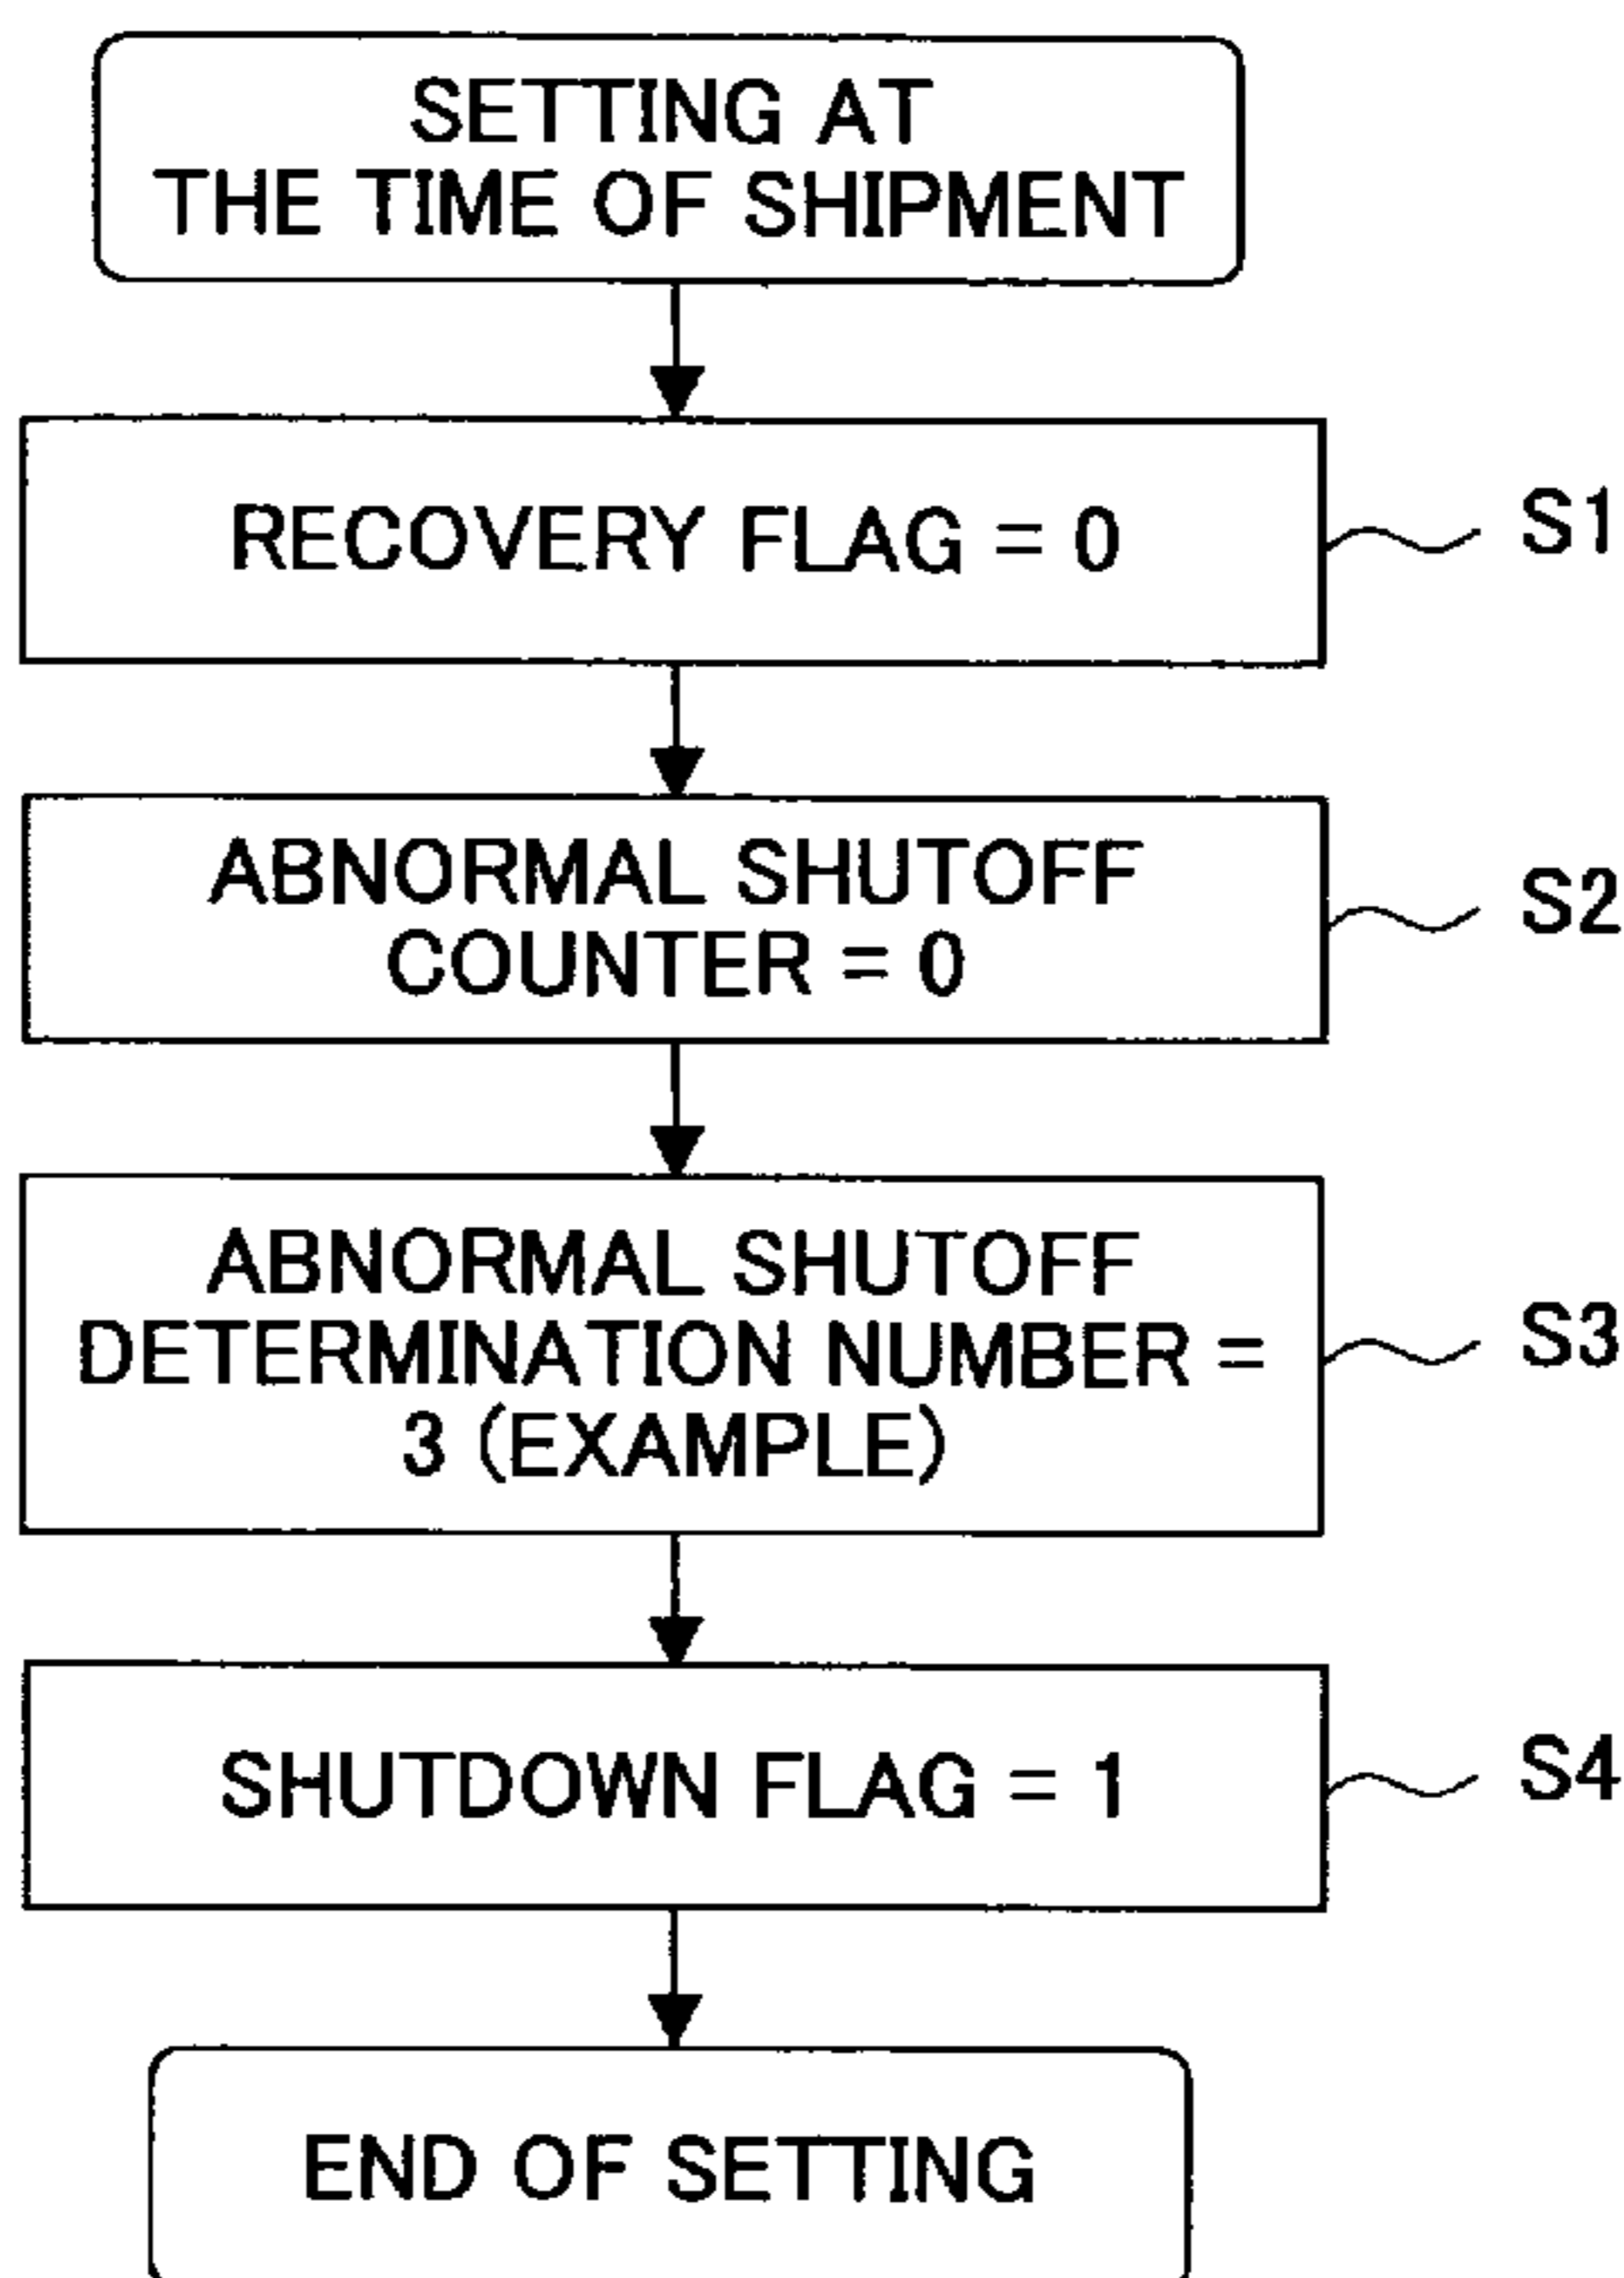 SETTING AT
THE TIME OF SHIPMENT
RECOVERY FLAG = 0
S1
ABNORMAL SHUTOFF
COUNTER = 0
S2
ABNORMAL SHUTOFF
DETERMINATION NUMBER =
3 (EXAMPLE)
S3
SHUTDOWN FLAG = 1
S4
END OF SETTING